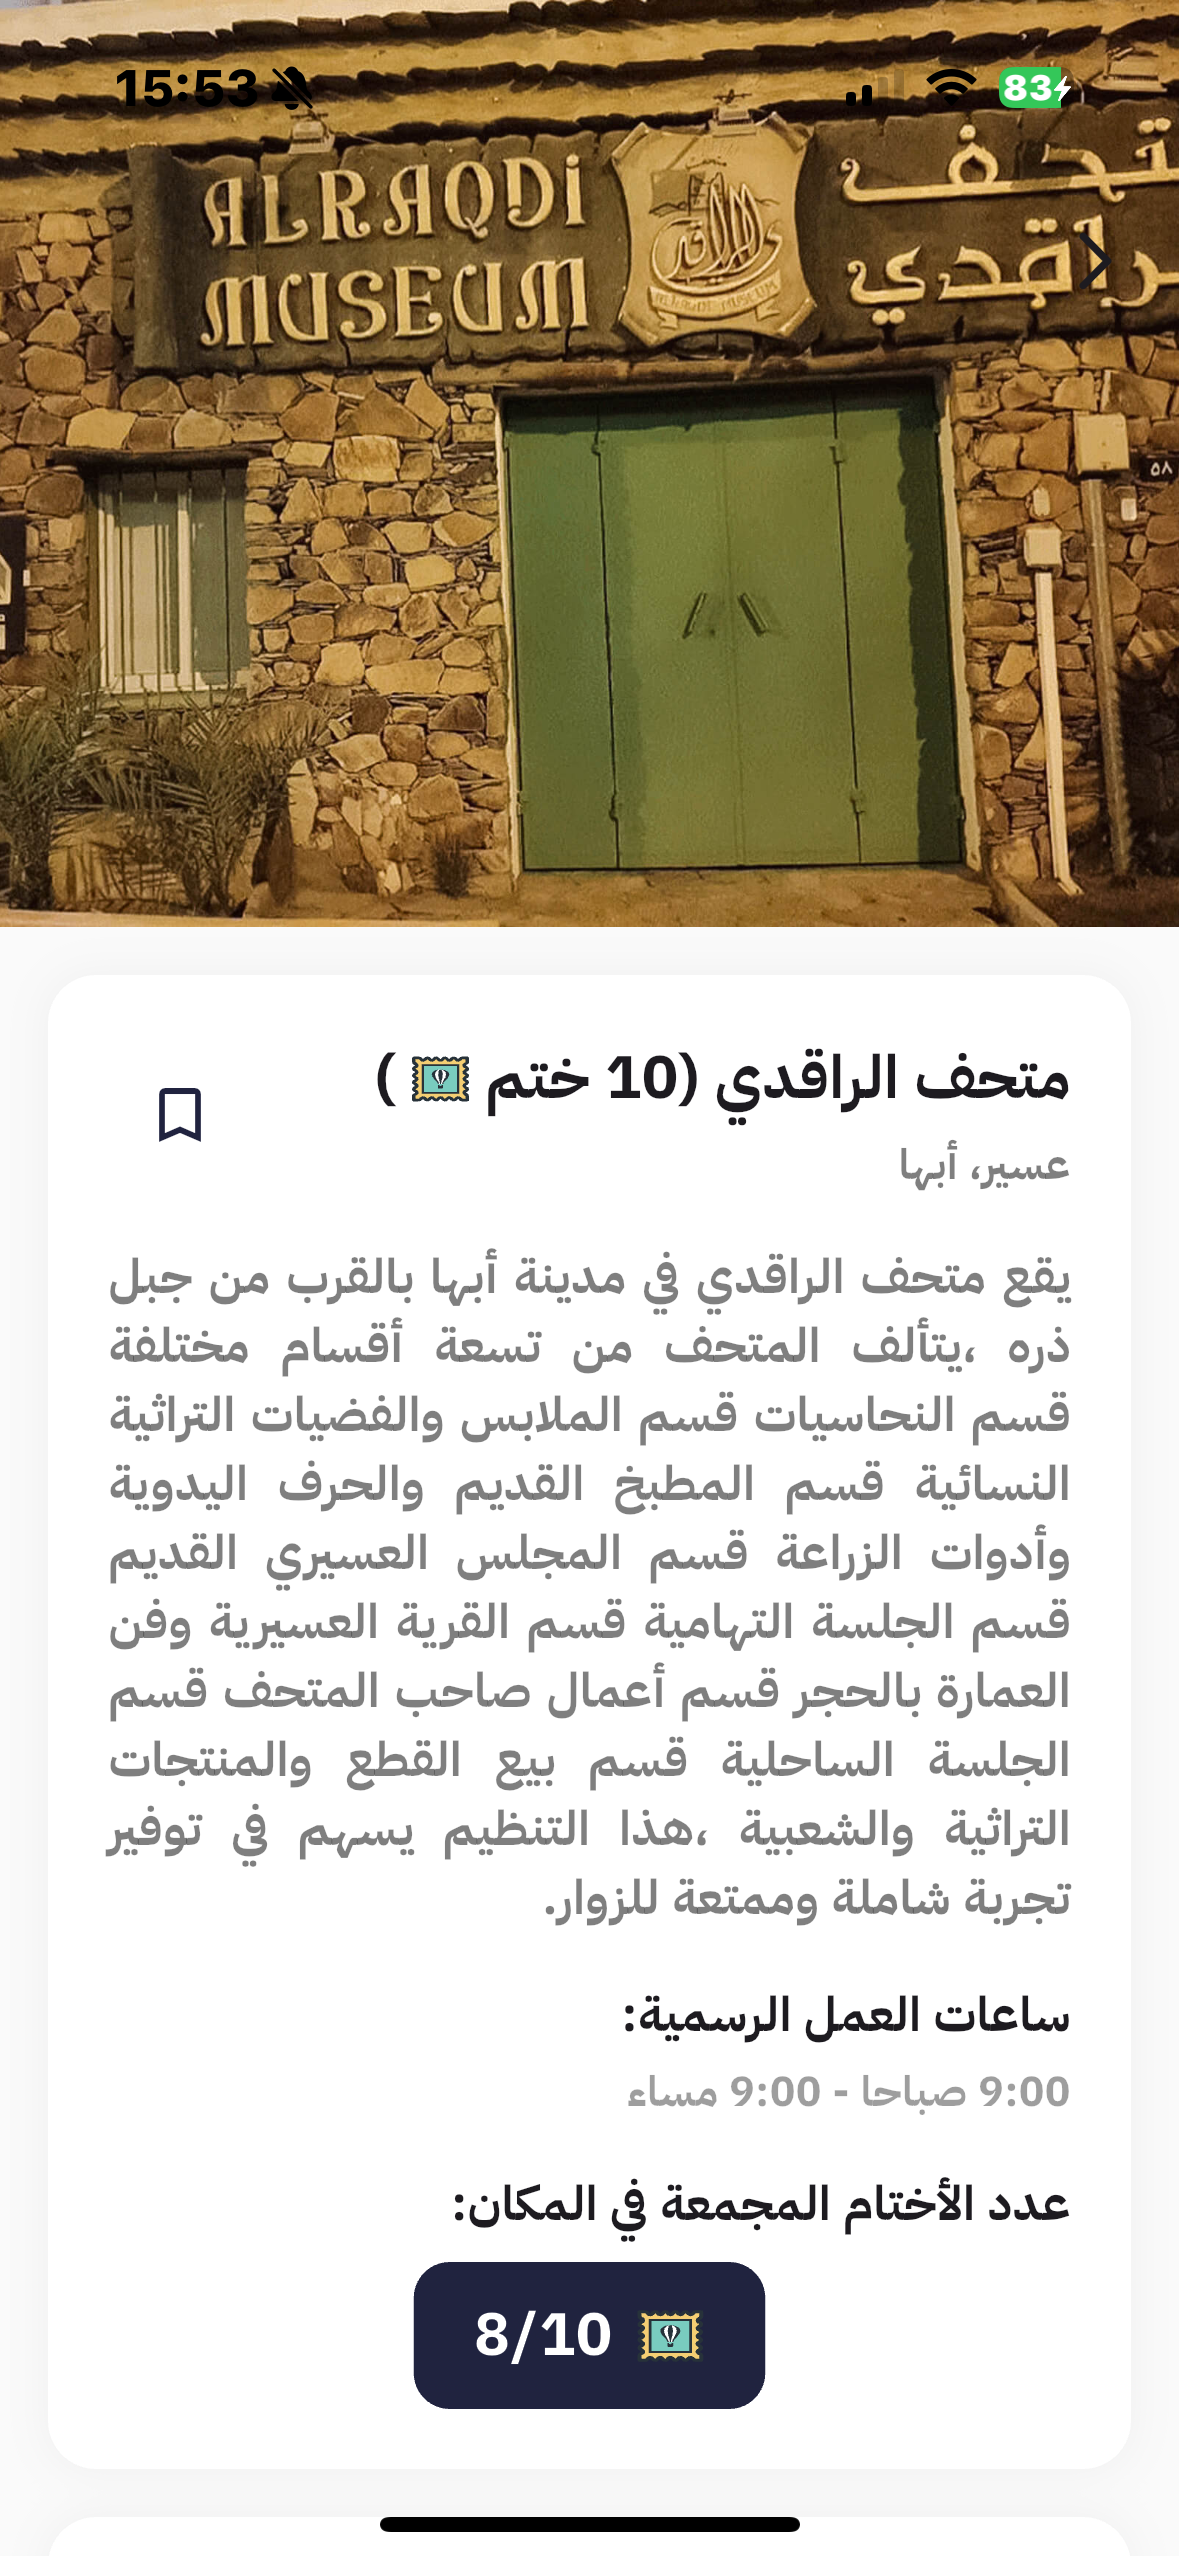 15:53
83
ALRAQDi
MUSEUM
ALRAQDI MUSEUM
٥٨
متحف الراقدي (10 ختم )
عسير، أبها
يقع متحف الراقدي في مدينة أبها بالقرب من جبل
ذره ،يتألف المتحف من تسعة أقسام مختلفة
قسم النحاسيات قسم الملابس والفضيات التراثية
النسائية قسم المطبخ القديم والحرف اليدوية
وأدوات الزراعة قسم المجلس العسيري القديم
قسم الجلسة التهامية قسم القرية العسيرية وفن
العمارة بالحجر قسم أعمال صاحب المتحف قسم
الجلسة الساحلية قسم بيع القطع والمنتجات
التراثية والشعبية ،هذا التنظيم يسهم في توفير
تجربة شاملة وممتعة للزوار.
ساعات العمل الرسمية:
9:00 صباحا - 9:00 مساء
عدد الأختام المجمعة في المكان:
8/10